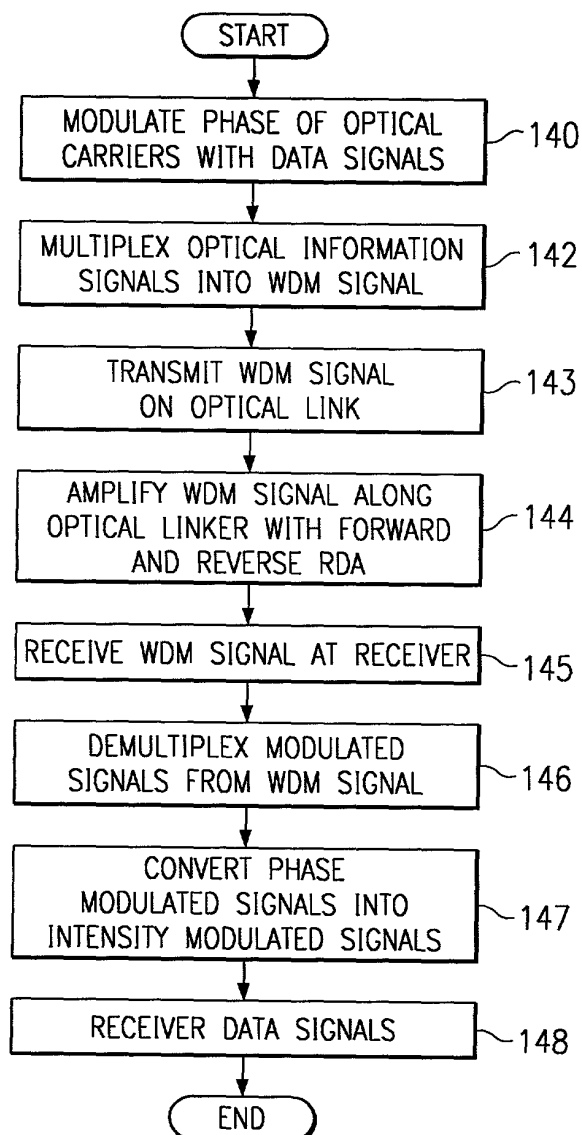 START
MODULATE PHASE OF OPTICAL
CARRIERS WITH DATA SIGNALS
140
MULTIPLEX OPTICAL INFORMATION
SIGNALS INTO WDM SIGNAL
142
TRANSMIT WDM SIGNAL
ON OPTICAL LINK
143
AMPLIFY WDM SIGNAL ALONG
OPTICAL LINKER WITH FORWARD
AND REVERSE RDA
144
RECEIVE WDM SIGNAL AT RECEIVER
145
DEMULTIPLEX MODULATED
SIGNALS FROM WDM SIGNAL
146
CONVERT PHASE
MODULATED SIGNALS INTO
INTENSITY MODULATED SIGNALS
147
RECEIVER DATA SIGNALS
148
END